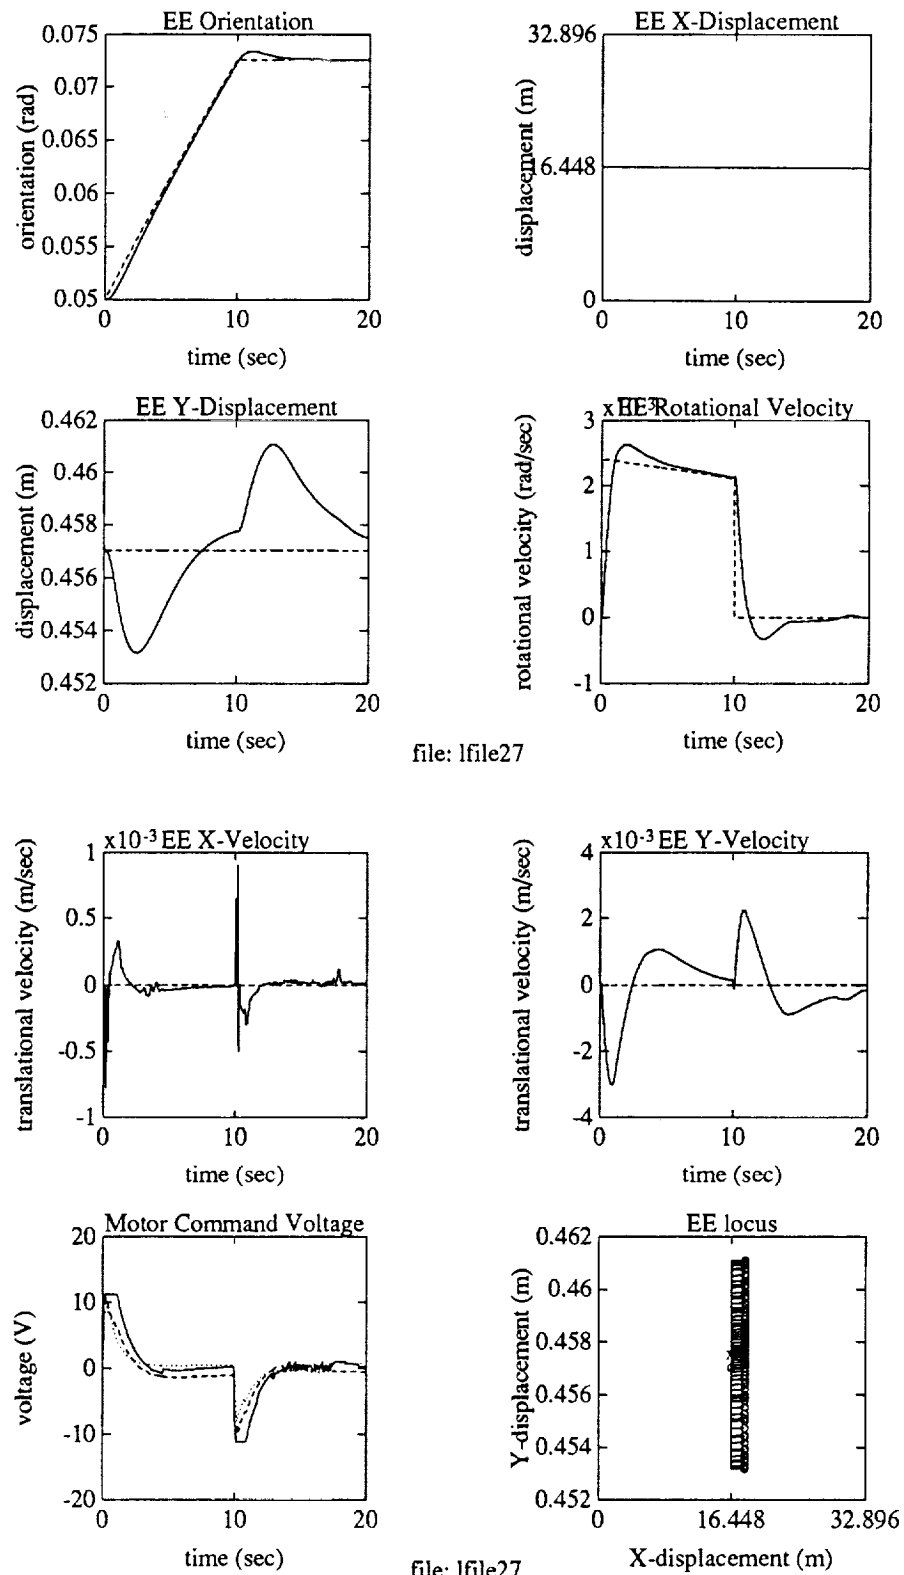 EE Orientation
0.075
0.07
0.065
0.06
0.055
0.05
orientation (rad)
0
10
20
time (sec)
EE X-Displacement
32.896
16.448
0
displacement (m)
0
10
20
time (sec)
EE Y-Displacement
0.462
0.46
0.458
0.456
0.454
0.452
displacement (m)
0
10
20
time (sec)
EE Rotational Velocity
3
2
1
0
-1
rotational velocity (rad/sec)
0
10
20
time (sec)
file: lfile27
x10-3 EE X-Velocity
1
0.5
0
-0.5
-1
translational velocity (m/sec)
0
10
20
time (sec)
x10-3 EE Y-Velocity
4
2
0
-2
-4
translational velocity (m/sec)
0
10
20
time (sec)
Motor Command Voltage
20
10
0
-10
-20
voltage (V)
0
10
20
time (sec)
EE locus
0.462
0.46
0.458
0.456
0.454
0.452
Y-displacement (m)
0
16.448
32.896
X-displacement (m)
file: lfile27